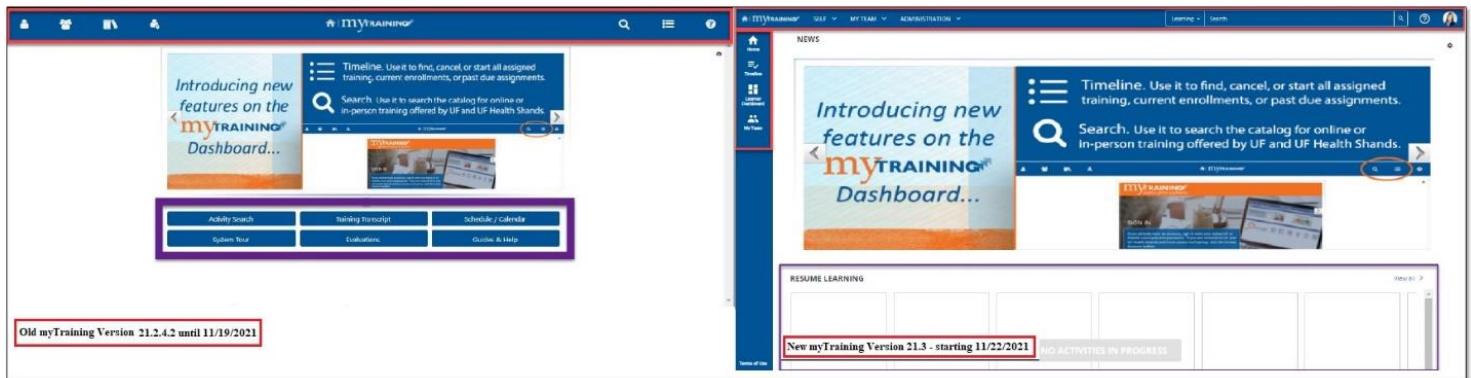 myTRAINING
Introducing new
features on the
myTRAINING
Dashboard...
Timeline. Use it to find, cancel, or start all assigned
training, current enrollments, or past due assignments.
Search. Use it to search the catalog for online or
in-person training offered by UF and UF Health Shands.
myTRAINING
SIGN IN
Activity Search
Training Transcript
Schedule / Calendar
System Tour
Evaluations
Guides & Help
Old myTraining Version 21.2.4.2 until 11/19/2021
myTRAINING SELF MY TEAM ADMINISTRATION Learning Search
Home
Timeline
Learner
Dashboard
My Team
NEWS
Introducing new
features on the
myTRAINING
Dashboard...
Timeline. Use it to find, cancel, or start all assigned
training, current enrollments, or past due assignments.
Search. Use it to search the catalog for online or
in-person training offered by UF and UF Health Shands.
myTRAINING
myTRAINING
SIGN IN
RESUME LEARNING
View all
NO ACTIVITIES IN PROGRESS
New myTraining Version 21.3 - starting 11/22/2021
Terms of Use